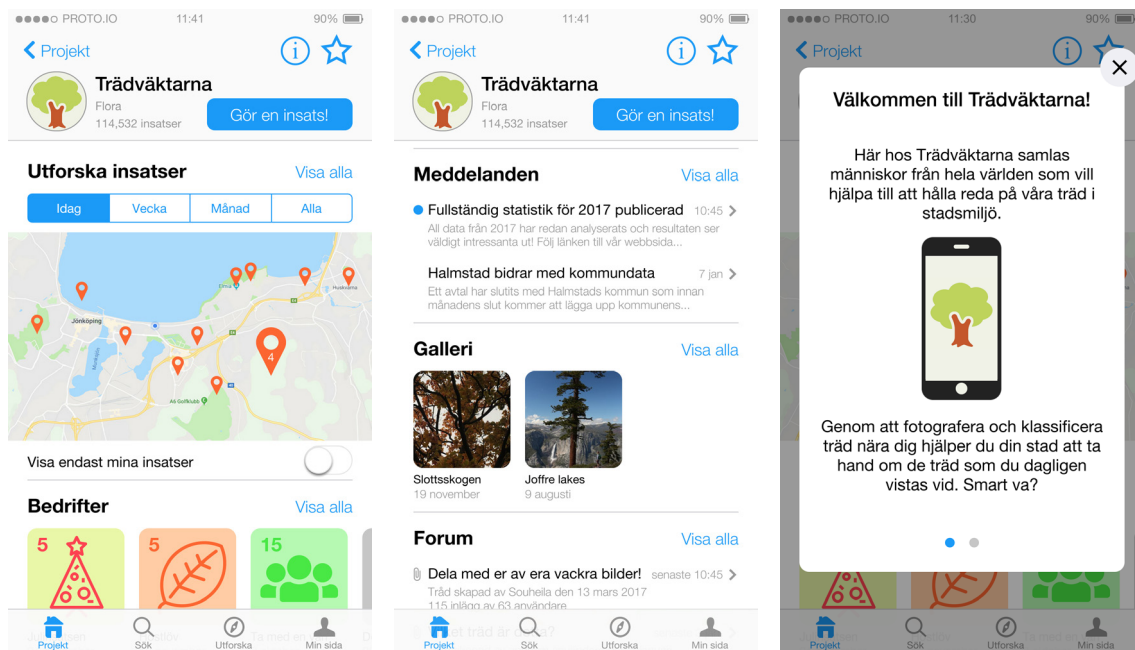 PROTO.IO 11:41 90%
Projekt
Trädväktarna
Flora
114,532 insatser
Gör en insats!
Utforska insatser Visa alla
Idag Vecka Månad Alla
Elmia
Huskvarna
Jönköping
A6 Golfklubb
4
Visa endast mina insatser
Bedrifter Visa alla
5 5 15
Projekt Sök Utforska Min sida
PROTO.IO 11:41 90%
Projekt
Trädväktarna
Flora
114,532 insatser
Gör en insats!
Meddelanden Visa alla
Fullständig statistik för 2017 publicerad 10:45
All data från 2017 har redan analyserats och resultaten ser
väldigt intressanta ut! Följ länken till vår webbsida...
Halmstad bidrar med kommundata 7 jan
Ett avtal har slutits med Halmstads kommun som innan
månadens slut kommer att lägga upp kommunens...
Galleri Visa alla
Slottsskogen Joffre lakes
19 november 9 augusti
Forum Visa alla
Dela med er av era vackra bilder! senaste 10:45
Tråd skapad av Souheila den 13 mars 2017
115 inlägg av 63 användare
Projekt Sök Utforska Min sida
PROTO.IO 11:30 90%
Projekt
Välkommen till Trädväktarna!
Här hos Trädväktarna samlas
människor från hela världen som vill
hjälpa till att hålla reda på våra träd i
stadsmiljö.
Genom att fotografera och klassificera
träd nära dig hjälper du din stad att ta
hand om de träd som du dagligen
vistas vid. Smart va?
Projekt Sök Utforska Min sida